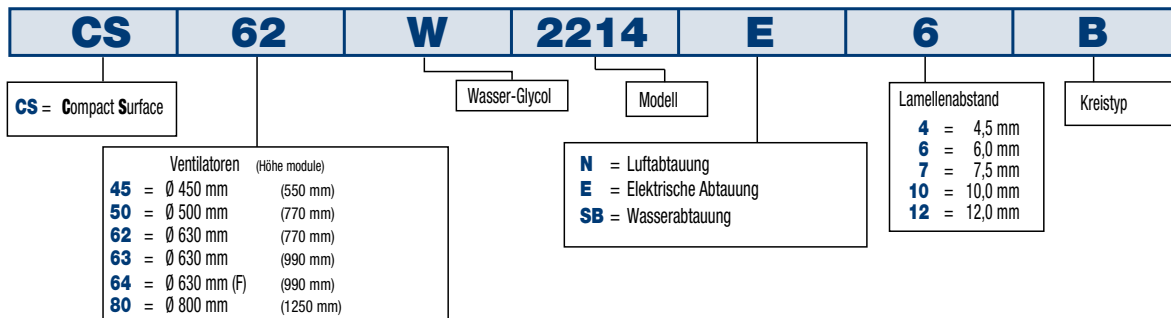 CS 62 W 2214 E 6 B
CS = Compact Surface
Ventilatoren (Höhe module)
45 = Ø 450 mm (550 mm)
50 = Ø 500 mm (770 mm)
62 = Ø 630 mm (770 mm)
63 = Ø 630 mm (990 mm)
64 = Ø 630 mm (F) (990 mm)
80 = Ø 800 mm (1250 mm)
Wasser-Glycol
Modell
N = Luftabtauung
E = Elektrische Abtauung
SB = Wasserabtauung
Lamellenabstand
4 = 4,5 mm
6 = 6,0 mm
7 = 7,5 mm
10 = 10,0 mm
12 = 12,0 mm
Kreistyp